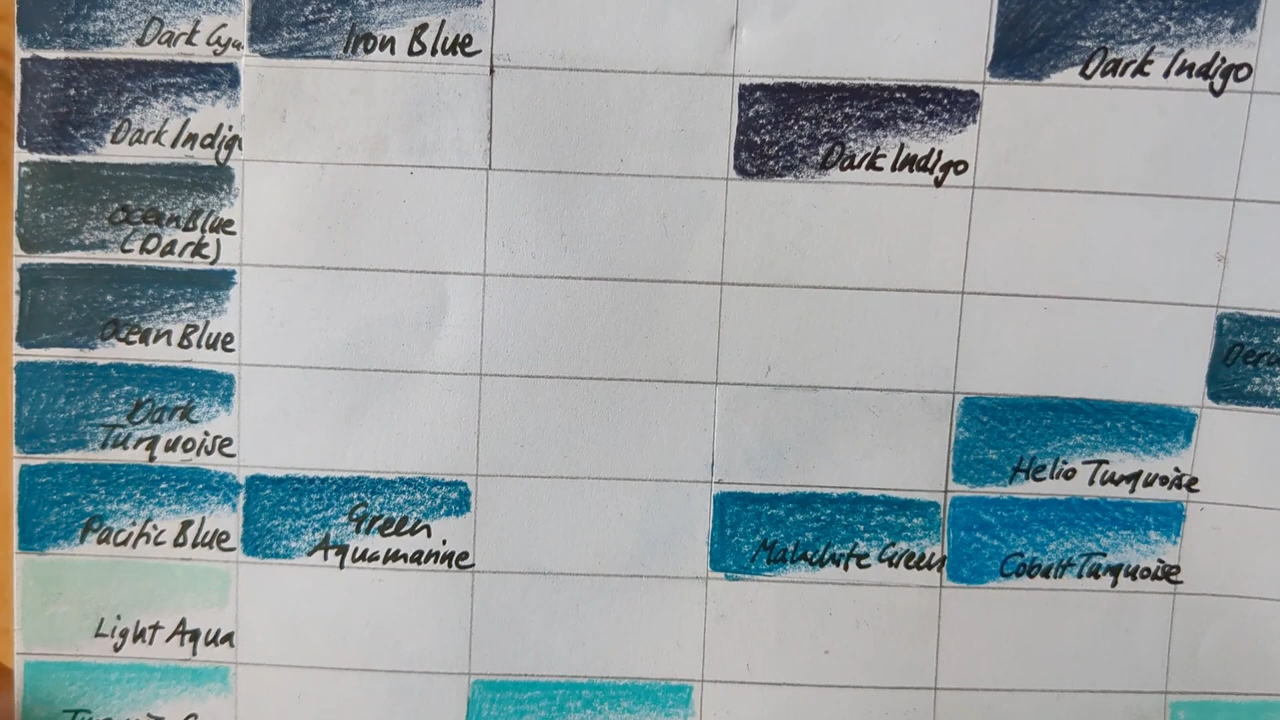 Dark Cya
Iron Blue
Dark Indigo
Dark Indigo
Dark Indigo
Ocean Blue
(Dark)
Ocean Blue
Dark
Turquoise
Helio Turquoise
Pacific Blue
Green
Aquamarine
Malachite Green
Cobalt Turquoise
Light Aqua